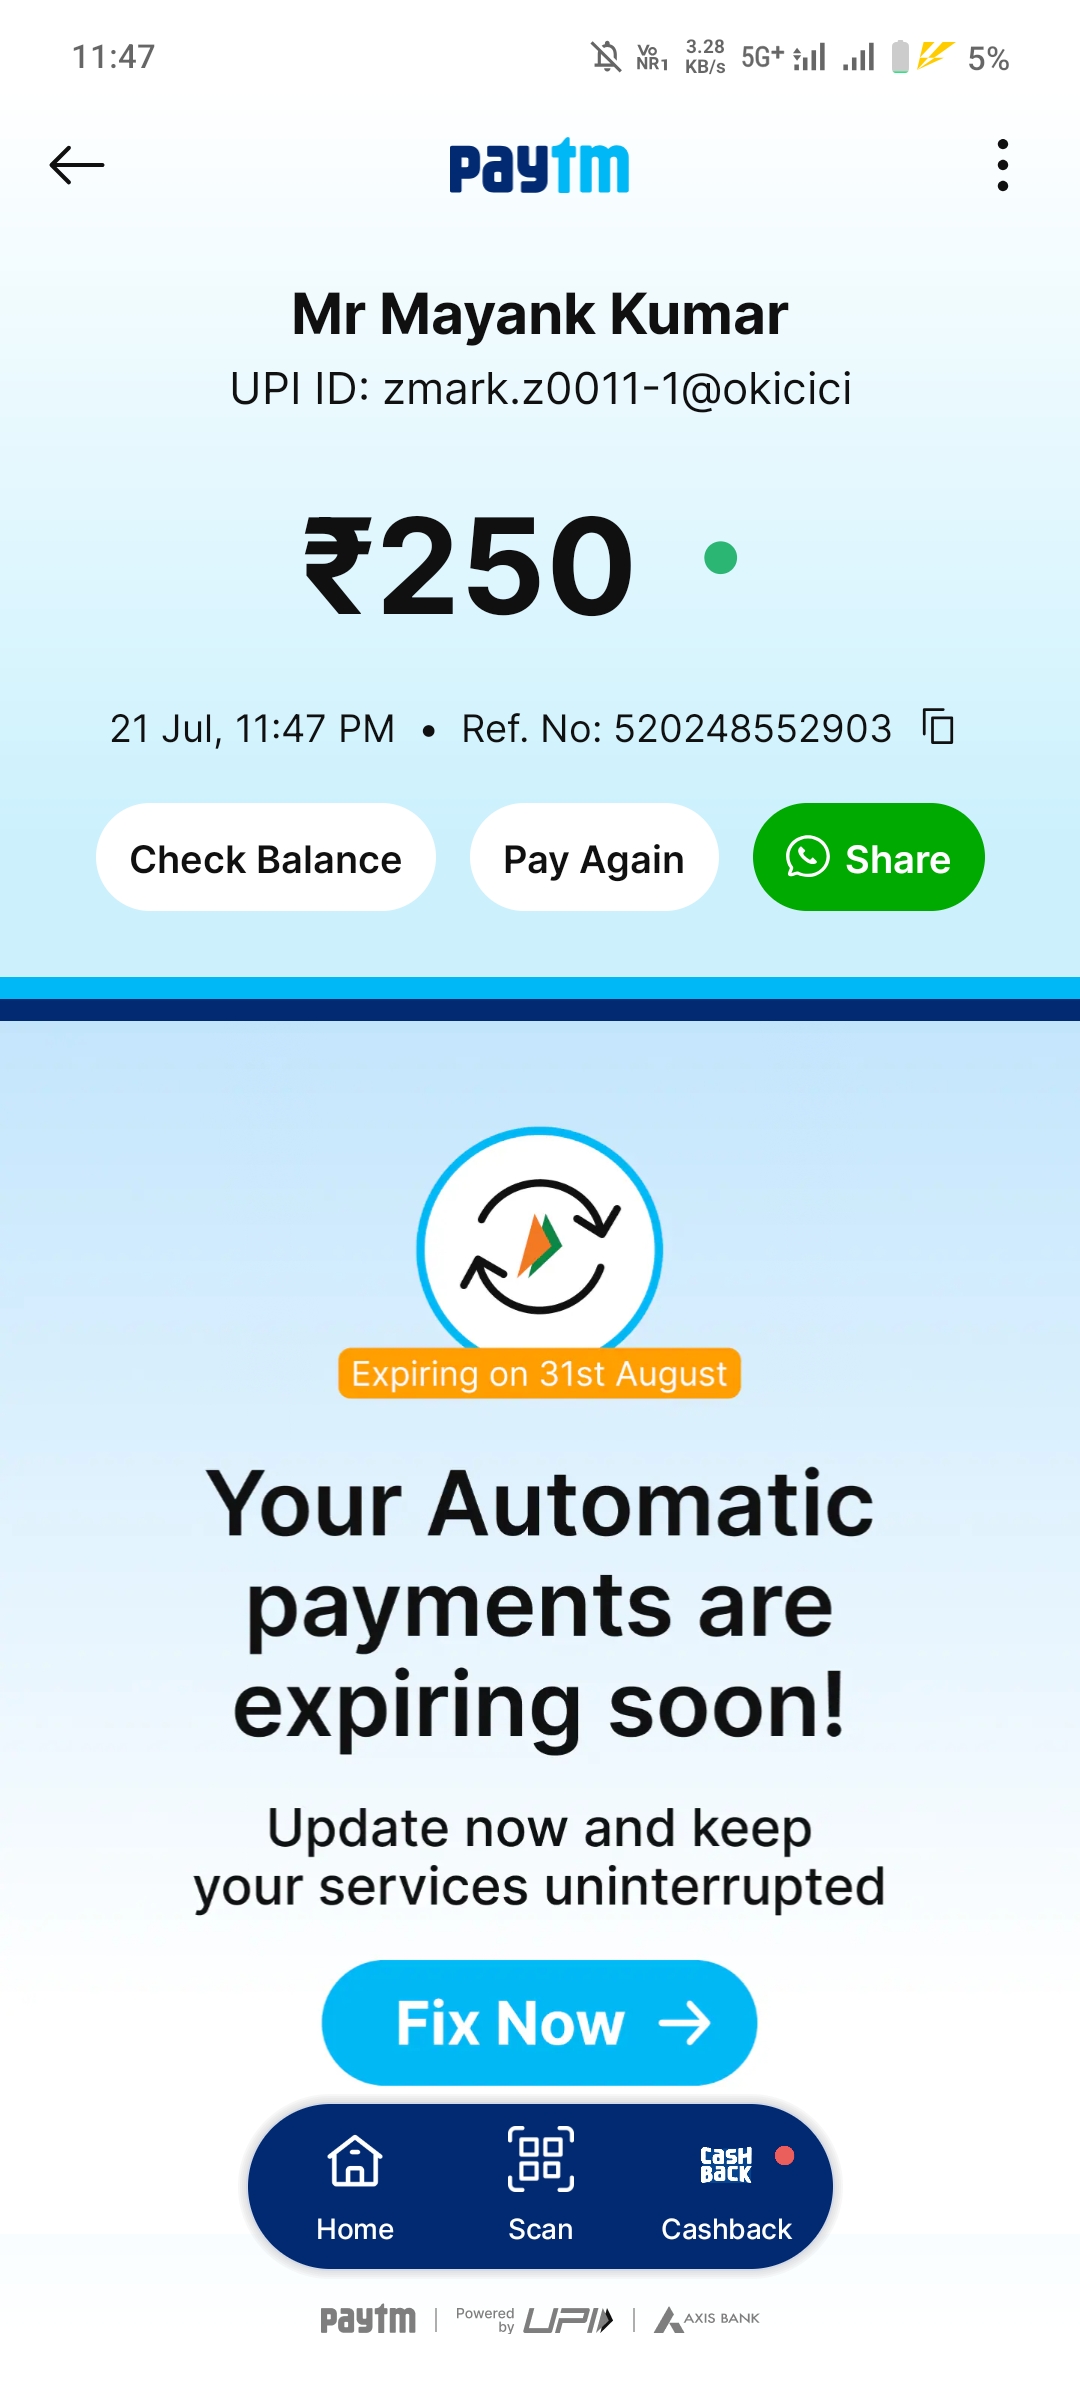 11:47
Vo NR1 3.28 KB/s 5G+ 5%
paytm
Mr Mayank Kumar
UPI ID: zmark.z0011-1@okicici
₹250
21 Jul, 11:47 PM • Ref. No: 520248552903
Check Balance Pay Again Share
Expiring on 31st August
Your Automatic
payments are
expiring soon!
Update now and keep
your services uninterrupted
Fix Now →
CASH BACK
Home Scan Cashback
paytm | Powered by UPI | AXIS BANK